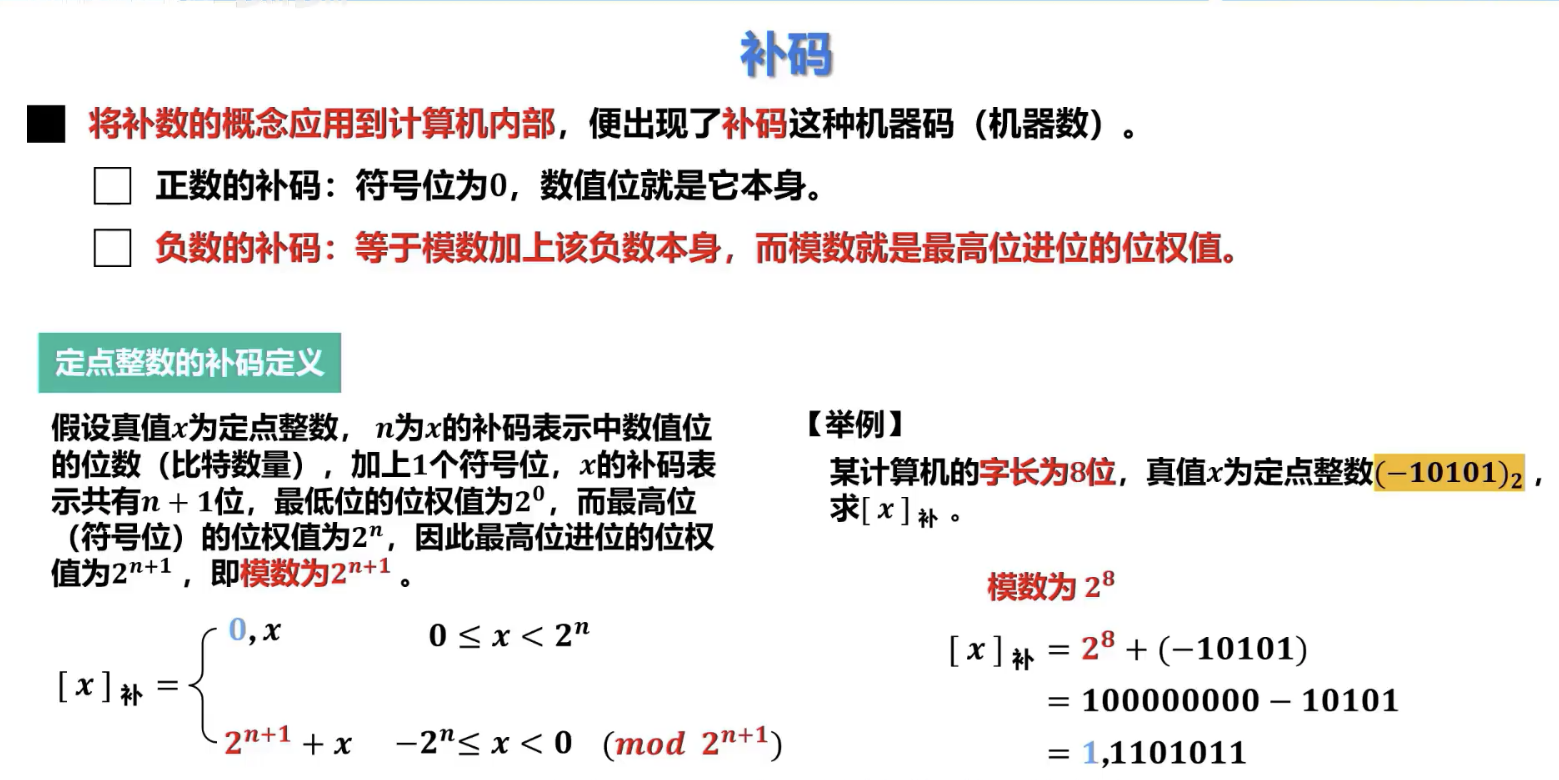 补码
将补数的概念应用到计算机内部，便出现了补码这种机器码（机器数）。
正数的补码：符号位为0，数值位就是它本身。
负数的补码：等于模数加上该负数本身，而模数就是最高位进位的位权值。
定点整数的补码定义
假设真值x为定点整数， n为x的补码表示中数值位
的位数（比特数量），加上1个符号位，x的补码表
示共有n + 1位，最低位的位权值为2⁰，而最高位
（符号位）的位权值为2ⁿ，因此最高位进位的位权
值为2ⁿ⁺¹ ，即模数为2ⁿ⁺¹ 。
0, x 0 ≤ x < 2ⁿ
[ x ]补 =
2ⁿ⁺¹ + x −2ⁿ ≤ x < 0 (mod 2ⁿ⁺¹)
【举例】
某计算机的字长为8位，真值x为定点整数(−10101)₂ ，
求[ x ]补 。
模数为 2⁸
[ x ]补 = 2⁸ + (−10101)
= 100000000 − 10101
= 1,1101011